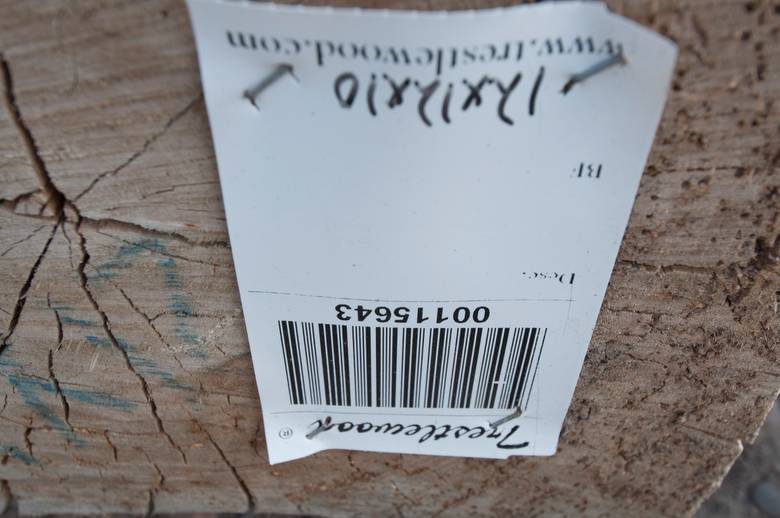 Trestlewood ®
00115643
Desc.
BF
12x12x10
www.trestlewood.com